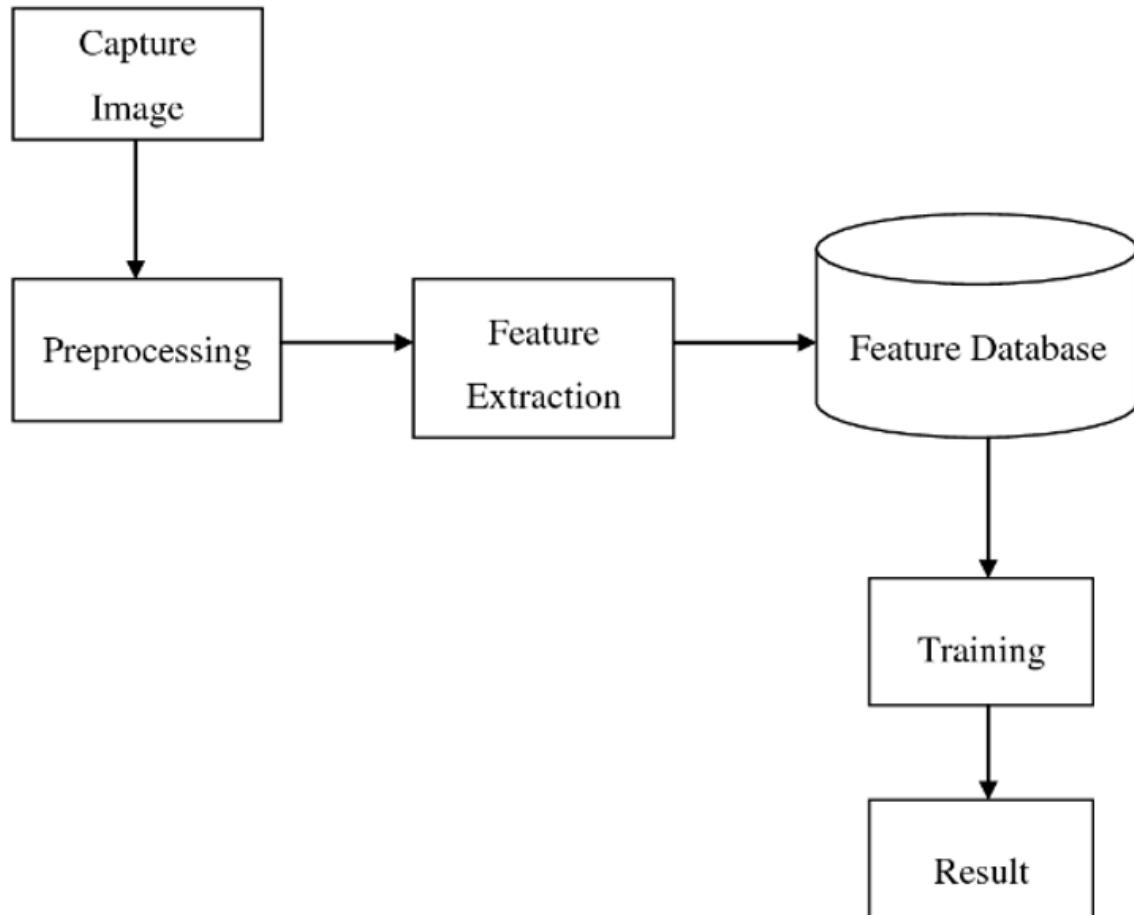 Capture
Image
Preprocessing
Feature
Extraction
Feature Database
Training
Result